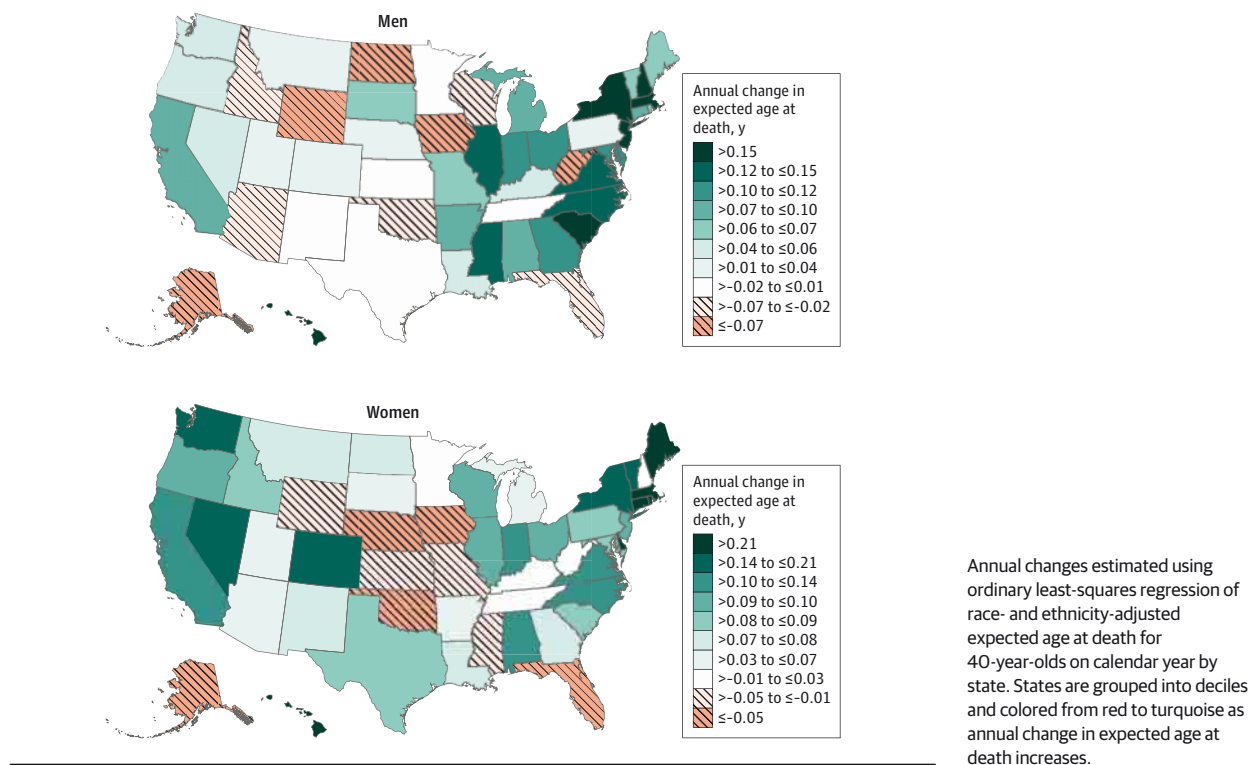 Men
Annual change in
expected age at
death, y
>0.15
>0.12 to ≤0.15
>0.10 to ≤0.12
>0.07 to ≤0.10
>0.06 to ≤0.07
>0.04 to ≤0.06
>0.01 to ≤0.04
>–0.02 to ≤0.01
>–0.07 to ≤–0.02
≤–0.07
Women
Annual change in
expected age at
death, y
>0.21
>0.14 to ≤0.21
>0.10 to ≤0.14
>0.09 to ≤0.10
>0.08 to ≤0.09
>0.07 to ≤0.08
>0.03 to ≤0.07
>–0.01 to ≤0.03
>–0.05 to ≤–0.01
≤–0.05
Annual changes estimated using
ordinary least-squares regression of
race- and ethnicity-adjusted
expected age at death for
40-year-olds on calendar year by
state. States are grouped into deciles
and colored from red to turquoise as
annual change in expected age at
death increases.